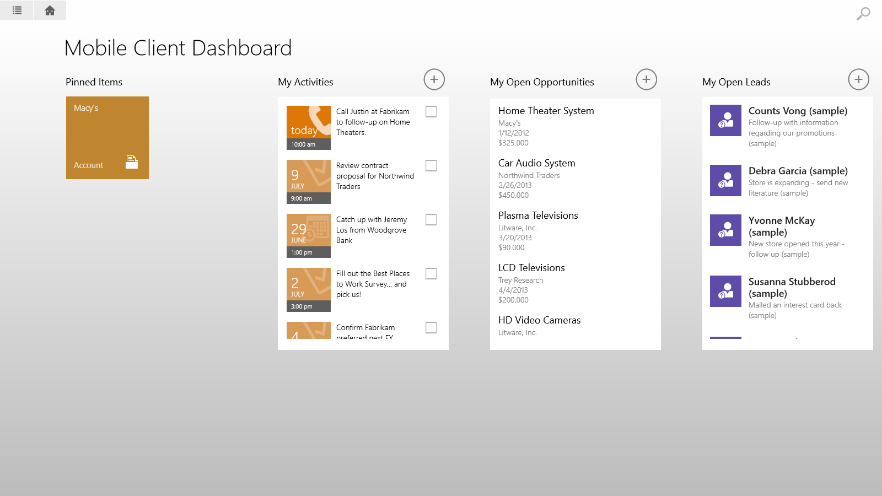 Mobile Client Dashboard
Pinned Items
Macy's
Account
My Activities
today
10:00 am
Call Justin at Fabrikam
to follow-up on Home
Theaters.
9
JULY
9:00 am
Review contract
proposal for Northwind
Traders
29
JUNE
1:00 pm
Catch up with Jeremy
Los from Woodgrove
Bank
2
JULY
3:00 pm
Fill out the Best Places
to Work Survey... and
pick us!
4
Confirm Fabrikam
preferred next FY
My Open Opportunities
Home Theater System
Macy's
1/12/2012
$325.000
Car Audio System
Northwind Traders
2/26/2013
$450.000
Plasma Televisions
Litware, Inc.
3/20/2013
$90.000
LCD Televisions
Trey Research
4/4/2013
$200.000
HD Video Cameras
Litware, Inc.
My Open Leads
Counts Vong (sample)
Follow-up with information
regarding our promotions
(sample)
Debra Garcia (sample)
Store is expanding - send new
literature (sample)
Yvonne McKay
(sample)
New store opened this year -
follow up (sample)
Susanna Stubberod
(sample)
Mailed an interest card back
(sample)